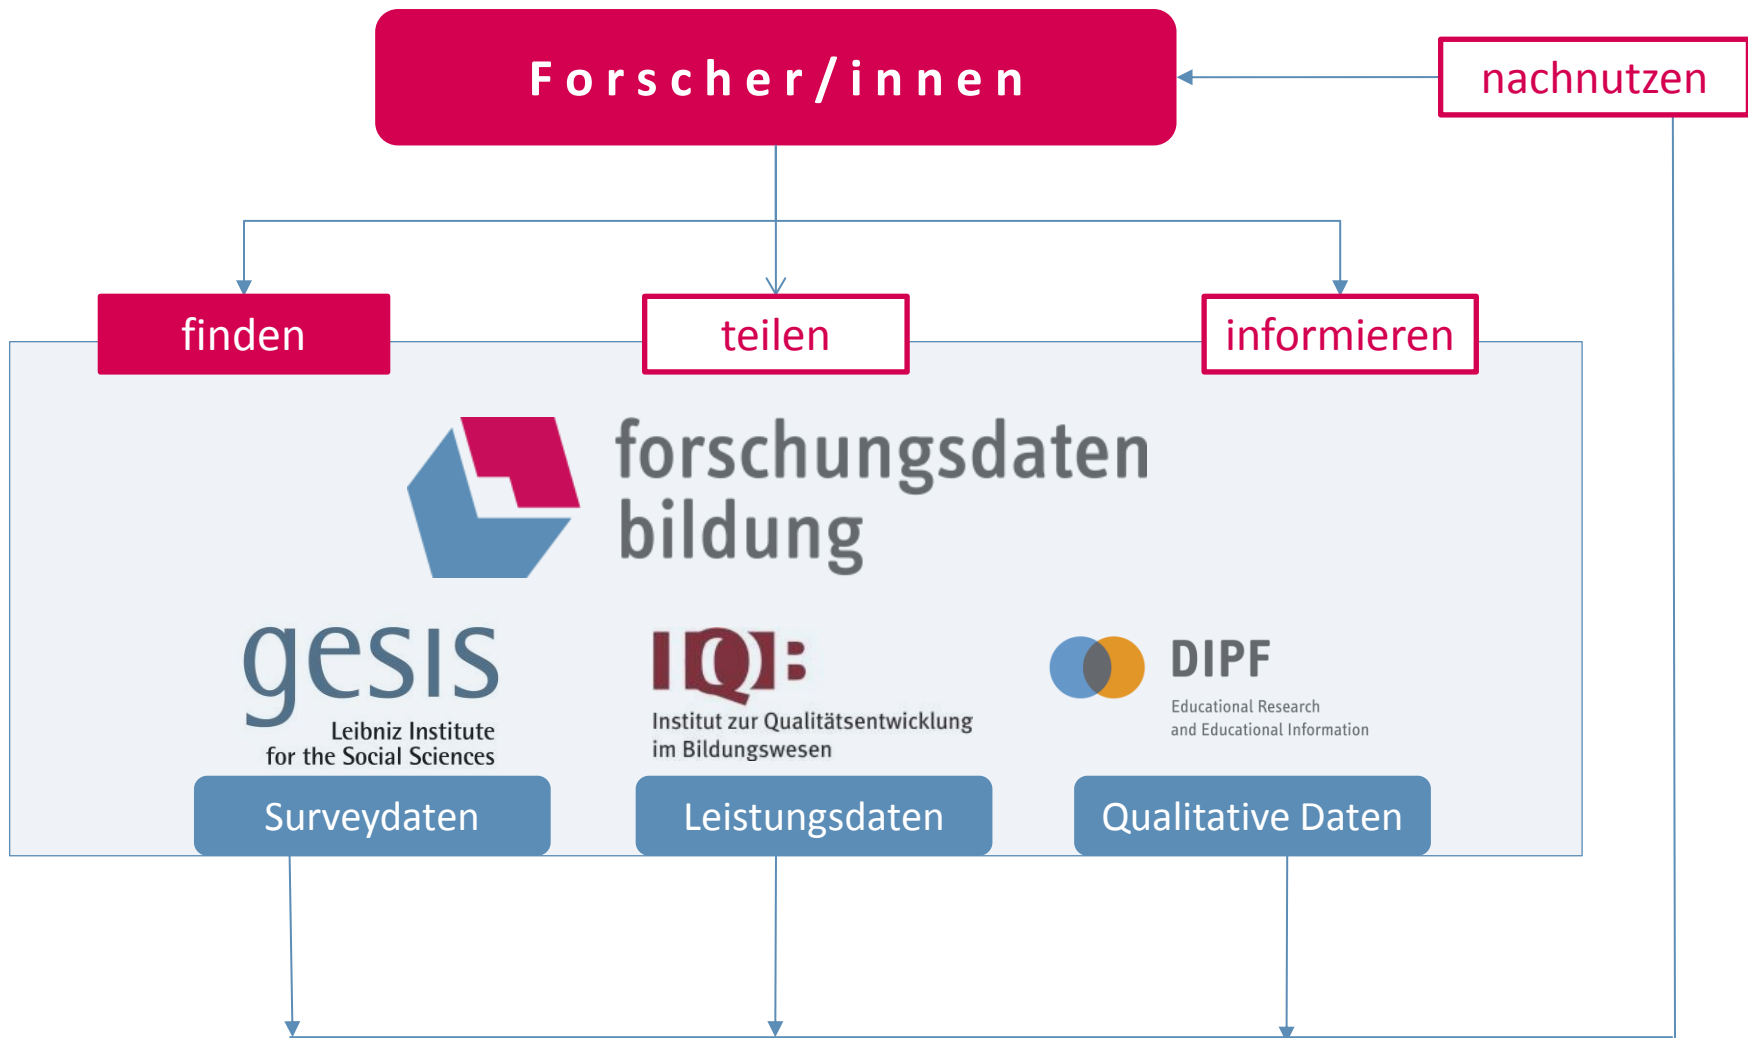 Forscher/innen
nachnutzen
finden
teilen
informieren
forschungsdaten
bildung
gesis
Leibniz Institute
for the Social Sciences
IQB
Institut zur Qualitätsentwicklung
im Bildungswesen
DIPF
Educational Research
and Educational Information
Surveydaten
Leistungsdaten
Qualitative Daten